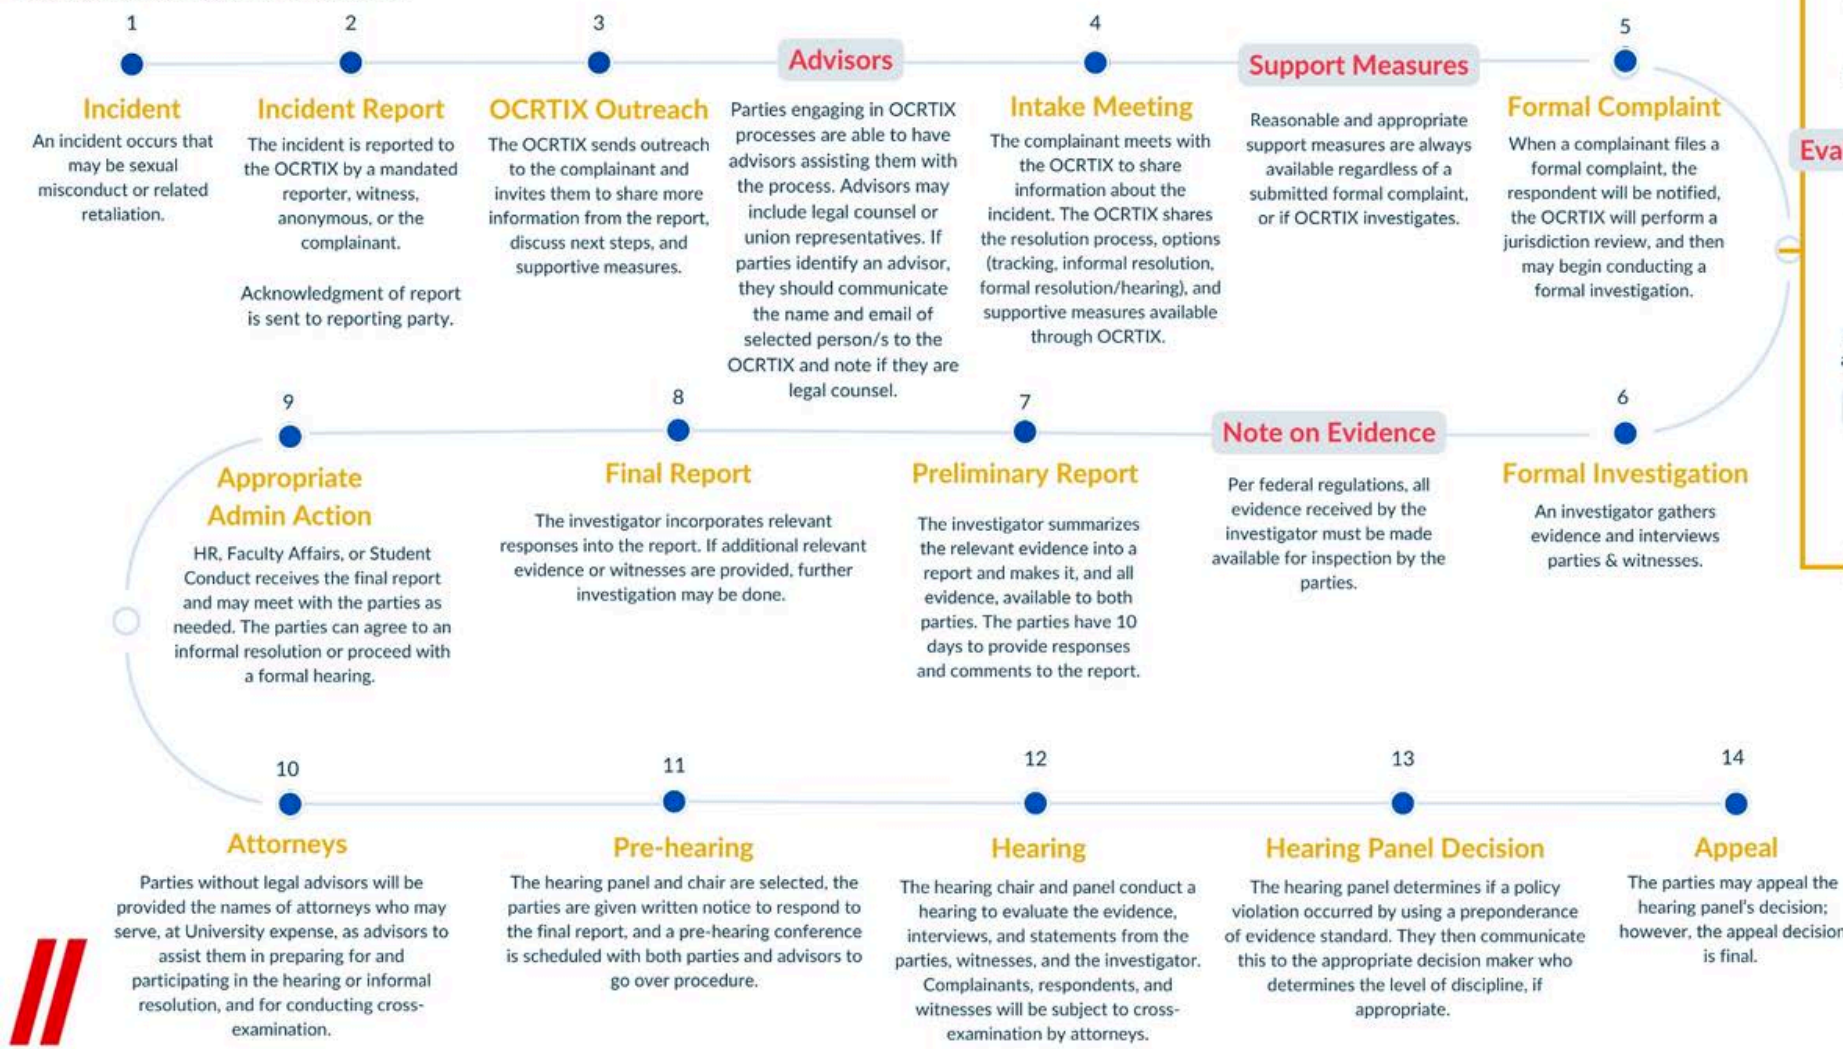 1
Incident
An incident occurs that
may be sexual
misconduct or related
retaliation.
2
Incident Report
The incident is reported to
the OCRTIX by a mandated
reporter, witness,
anonymous, or the
complainant.
Acknowledgment of report
is sent to reporting party.
3
OCRTIX Outreach
The OCRTIX sends outreach
to the complainant and
invites them to share more
information from the report,
discuss next steps, and
supportive measures.
Advisors
Parties engaging in OCRTIX
processes are able to have
advisors assisting them with
the process. Advisors may
include legal counsel or
union representatives. If
parties identify an advisor,
they should communicate
the name and email of
selected person/s to the
OCRTIX and note if they are
legal counsel.
4
Intake Meeting
The complainant meets with
the OCRTIX to share
information about the
incident. The OCRTIX shares
the resolution process, options
(tracking, informal resolution,
formal resolution/hearing), and
supportive measures available
through OCRTIX.
Support Measures
Reasonable and appropriate
support measures are always
available regardless of a
submitted formal complaint,
or if OCRTIX investigates.
5
Formal Complaint
When a complainant files a
formal complaint, the
respondent will be notified,
the OCRTIX will perform a
jurisdiction review, and then
may begin conducting a
formal investigation.
Eva
6
Formal Investigation
An investigator gathers
evidence and interviews
parties & witnesses.
Note on Evidence
Per federal regulations, all
evidence received by the
investigator must be made
available for inspection by the
parties.
7
Preliminary Report
The investigator summarizes
the relevant evidence into a
report and makes it, and all
evidence, available to both
parties. The parties have 10
days to provide responses
and comments to the report.
8
Final Report
The investigator incorporates relevant
responses into the report. If additional relevant
evidence or witnesses are provided, further
investigation may be done.
9
Appropriate
Admin Action
HR, Faculty Affairs, or Student
Conduct receives the final report
and may meet with the parties as
needed. The parties can agree to an
informal resolution or proceed with
a formal hearing.
10
Attorneys
Parties without legal advisors will be
provided the names of attorneys who may
serve, at University expense, as advisors to
assist them in preparing for and
participating in the hearing or informal
resolution, and for conducting cross-
examination.
11
Pre-hearing
The hearing panel and chair are selected, the
parties are given written notice to respond to
the final report, and a pre-hearing conference
is scheduled with both parties and advisors to
go over procedure.
12
Hearing
The hearing chair and panel conduct a
hearing to evaluate the evidence,
interviews, and statements from the
parties, witnesses, and the investigator.
Complainants, respondents, and
witnesses will be subject to cross-
examination by attorneys.
13
Hearing Panel Decision
The hearing panel determines if a policy
violation occurred by using a preponderance
of evidence standard. They then communicate
this to the appropriate decision maker who
determines the level of discipline, if
appropriate.
14
Appeal
The parties may appeal the
hearing panel's decision;
however, the appeal decision
is final.